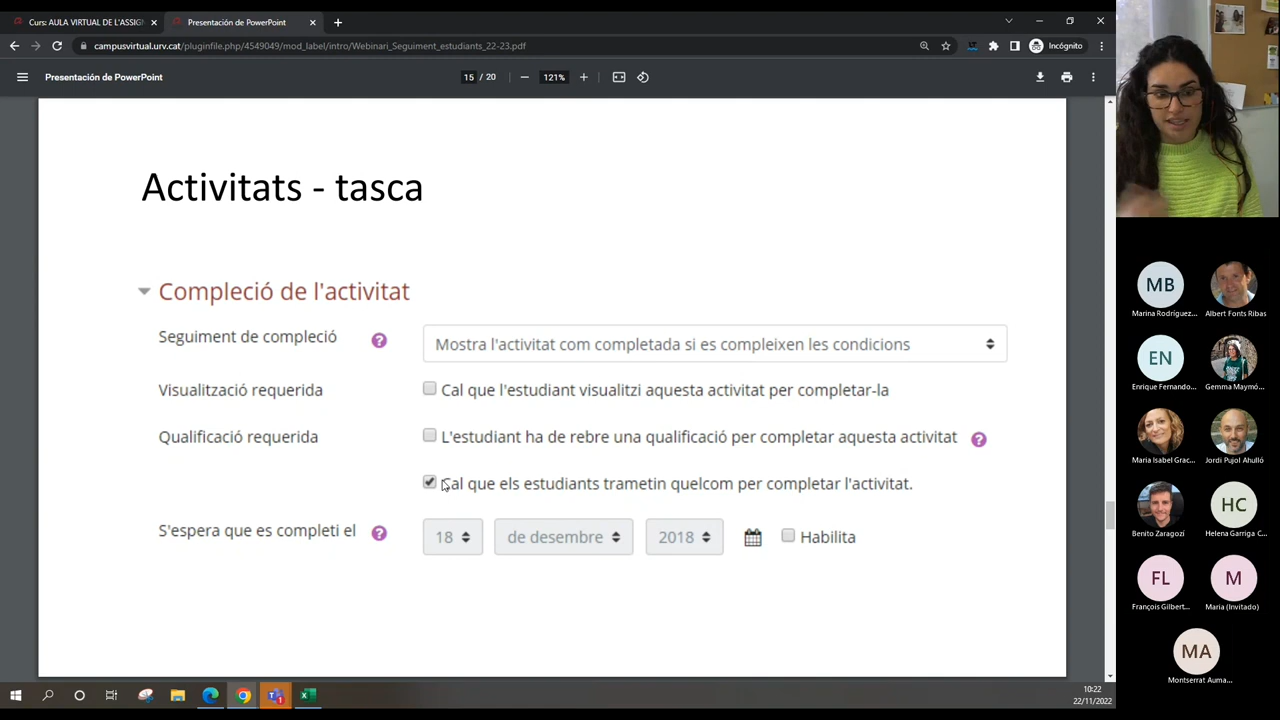 Curs: AULA VIRTUAL DE L'ASSIGN
Presentación de PowerPoint
campusvirtual.urv.cat/pluginfile.php/4549049/mod_label/intro/Webinari_Seguiment_estudiants_22-23.pdf
Incógnito
Presentación de PowerPoint
15 / 20
121%
Activitats - tasca
Compleció de l'activitat
Seguiment de compleció
Mostra l'activitat com completada si es compleixen les condicions
Visualització requerida
Cal que l'estudiant visualitzi aquesta activitat per completar-la
Qualificació requerida
L'estudiant ha de rebre una qualificació per completar aquesta activitat
Cal que els estudiants trametin quelcom per completar l'activitat.
S'espera que es completi el
18 de desembre 2018 Habilita
MB
Marina Rodríguez...
Albert Fonts Ribas
EN
Enrique Fernando...
Gemma Maymó...
Maria Isabel Grac...
Jordi Pujol Ahulló
Benito Zaragozí
HC
Helena Garriga C...
FL
François Gilbert...
M
Maria (Invitado)
MA
Montserrat Auma...
10:22
22/11/2022